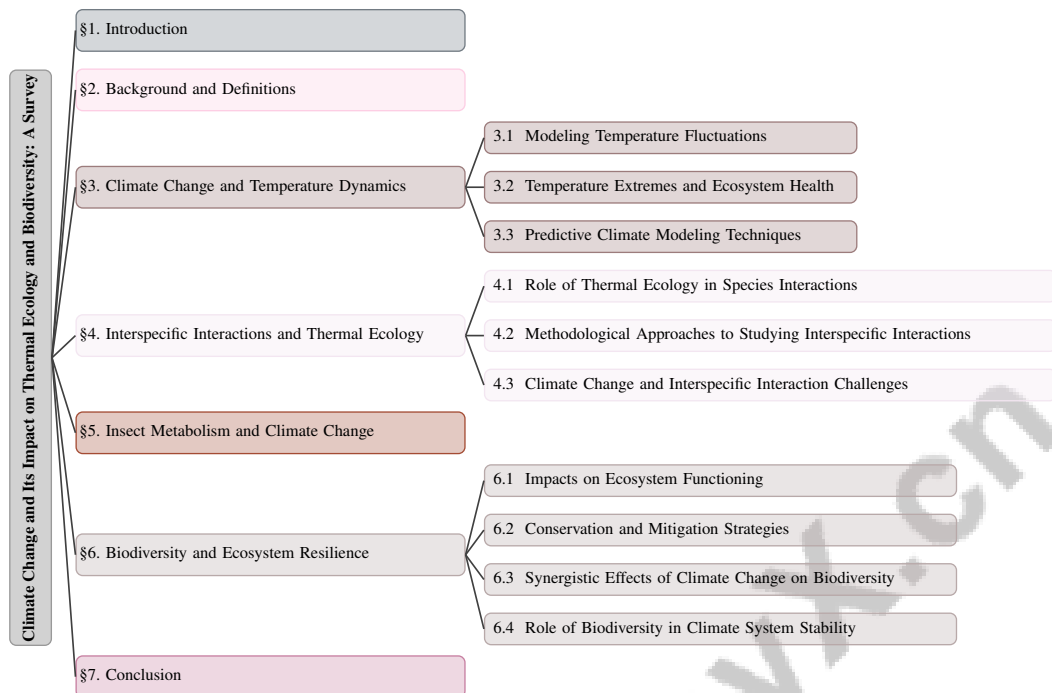 Climate Change and Its Impact on Thermal Ecology and Biodiversity: A Survey
§1. Introduction
§2. Background and Definitions
§3. Climate Change and Temperature Dynamics
3.1 Modeling Temperature Fluctuations
3.2 Temperature Extremes and Ecosystem Health
3.3 Predictive Climate Modeling Techniques
§4. Interspecific Interactions and Thermal Ecology
4.1 Role of Thermal Ecology in Species Interactions
4.2 Methodological Approaches to Studying Interspecific Interactions
4.3 Climate Change and Interspecific Interaction Challenges
§5. Insect Metabolism and Climate Change
§6. Biodiversity and Ecosystem Resilience
6.1 Impacts on Ecosystem Functioning
6.2 Conservation and Mitigation Strategies
6.3 Synergistic Effects of Climate Change on Biodiversity
6.4 Role of Biodiversity in Climate System Stability
§7. Conclusion
vx.cn